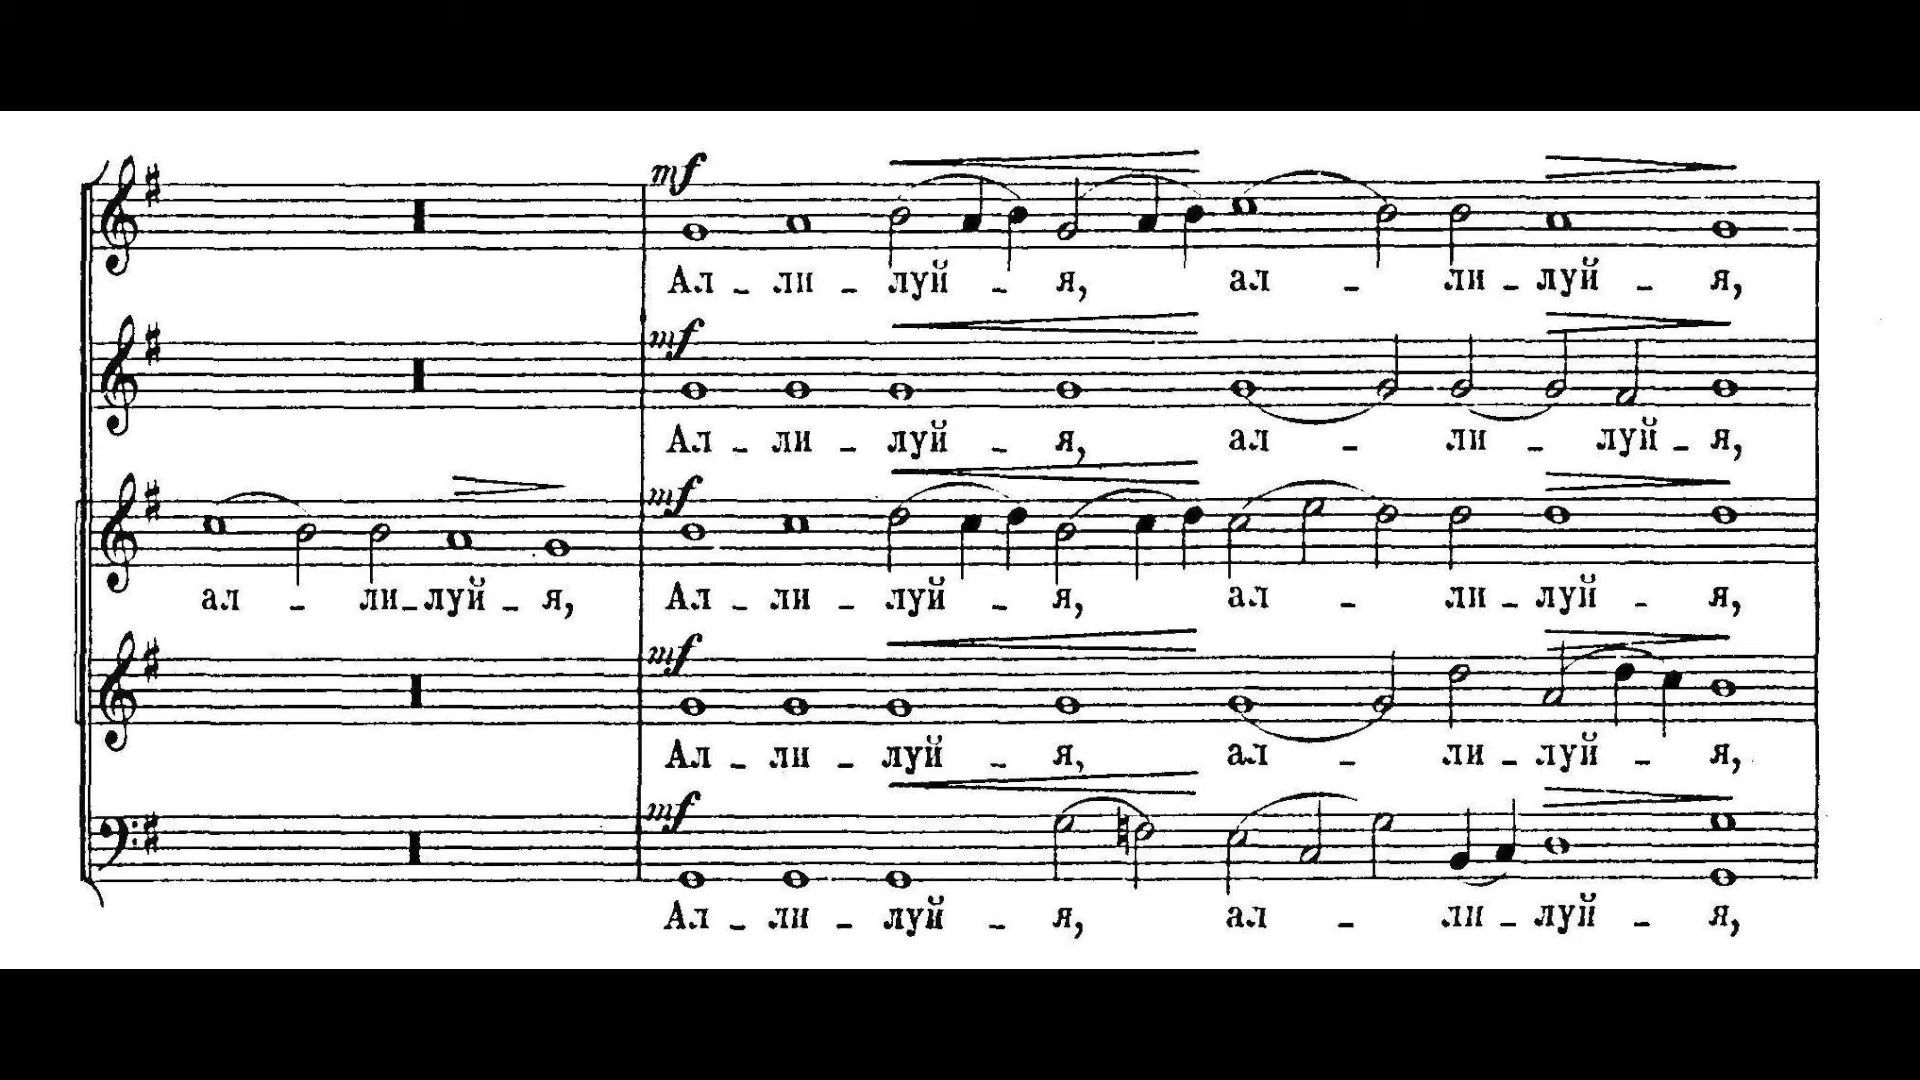 mf
Ал - ли - луй - я, ал - ли - луй - я,
mf
Ал - ли - луй - я, ал - ли - луй - я,
mf
ал - ли - луй - я, Ал - ли - луй - я, ал - ли - луй - я,
mf
Ал - ли - луй - я, ал - ли - луй - я,
mf
Ал - ли - луй - я, ал - ли - луй - я,